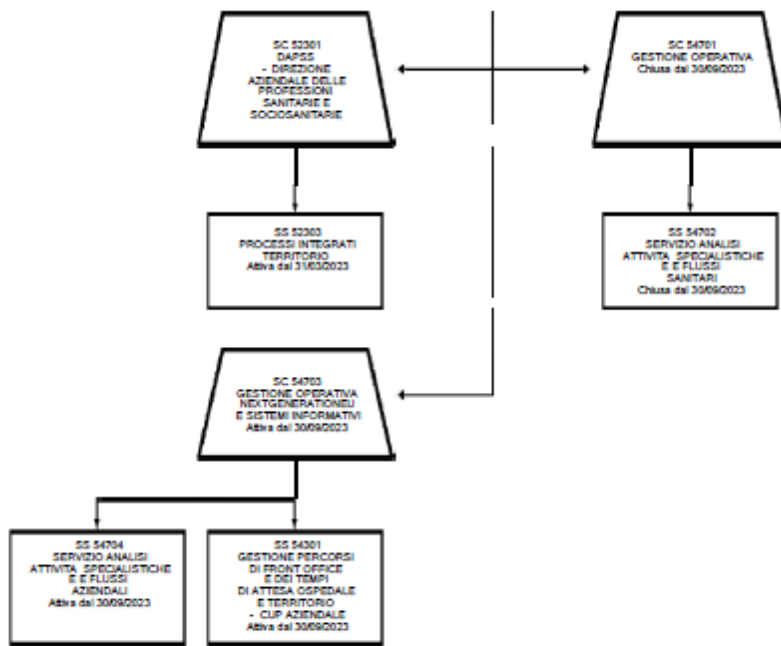 SC 52301
DAPSS
- DIREZIONE
AZIENDALE DELLE
PROFESSIONI
SANITARIE E
SOCIOSANITARIE
SC 54701
GESTIONE OPERATIVA
Chiusa dal 30/09/2023
SS 52303
PROCESSI INTEGRATI
TERRITORIO
Attiva dal 31/03/2023
SS 54702
SERVIZIO ANALISI
ATTIVITA SPECIALISTICHE
E E FLUSSI
SANITARI
Chiusa dal 30/09/2023
SC 54703
GESTIONE OPERATIVA
NEXTGENERATIONEU
E SISTEMI INFORMATIVI
Attiva dal 30/09/2023
SS 54704
SERVIZIO ANALISI
ATTIVITA SPECIALISTICHE
E E FLUSSI
AZIENDALI
Attiva dal 30/09/2023
SS 54301
GESTIONE PERCORSI
DI FRONT OFFICE
E DEI TEMPI
DI ATTESA OSPEDALE
E TERRITORIO
- CUP AZIENDALE
Attiva dal 30/09/2023